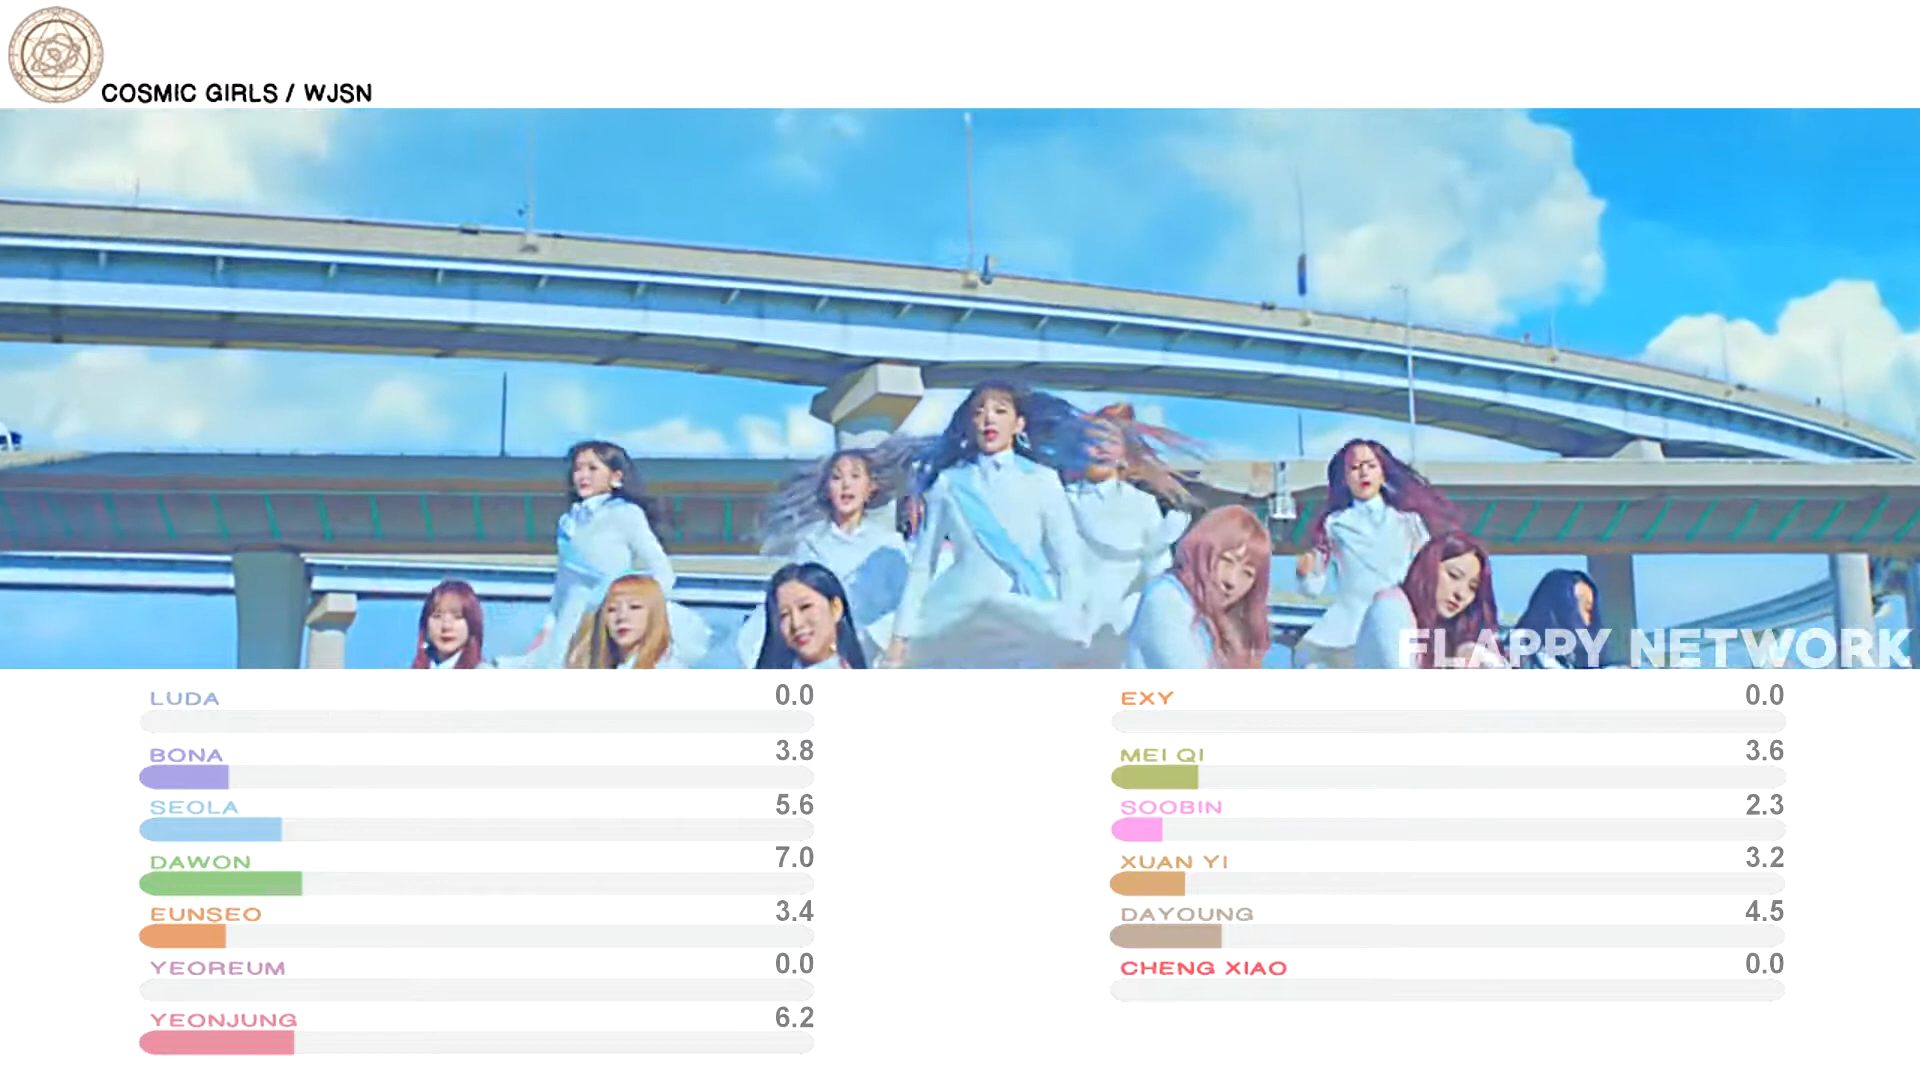 COSMIC GIRLS / WJSN
FLAPPY NETWORK
LUDA 0.0
BONA 3.8
SEOLA 5.6
DAWON 7.0
EUNSEO 3.4
YEOREUM 0.0
YEONJUNG 6.2
EXY 0.0
MEI QI 3.6
SOOBIN 2.3
XUAN YI 3.2
DAYOUNG 4.5
CHENG XIAO 0.0